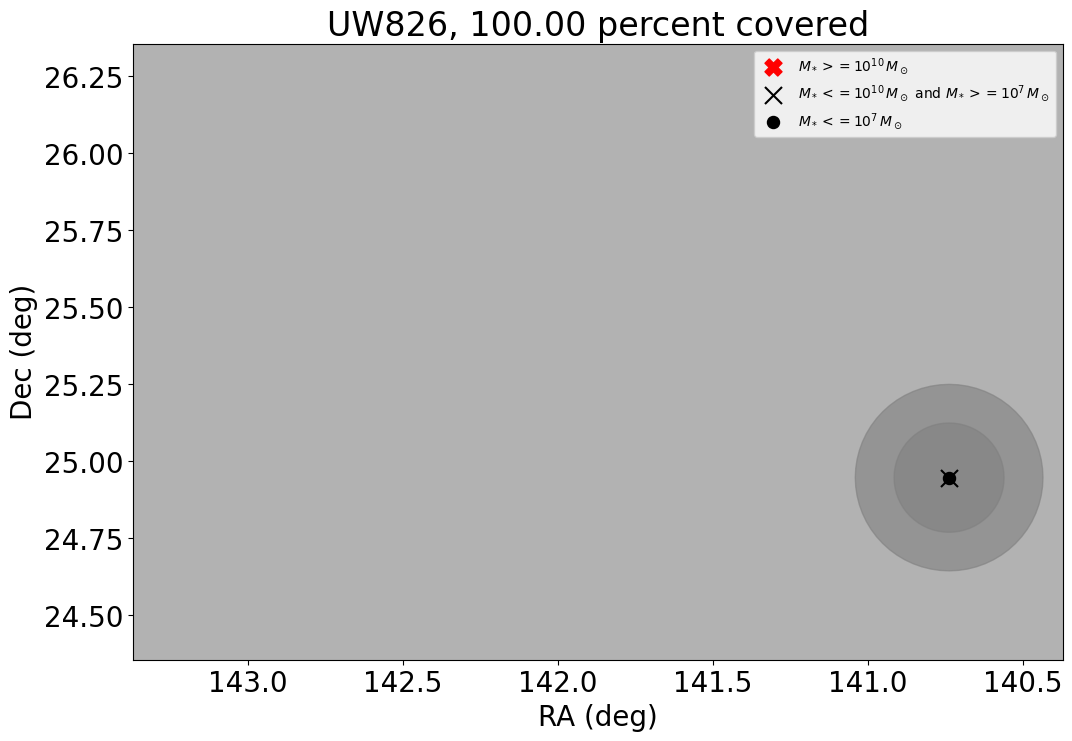 UW826, 100.00 percent covered
M* >= 10^10 M⊙
M* <= 10^10 M⊙ and M* >= 10^7 M⊙
M* <= 10^7 M⊙
26.25
26.00
25.75
25.50
25.25
25.00
24.75
24.50
Dec (deg)
143.0 142.5 142.0 141.5 141.0 140.5
RA (deg)